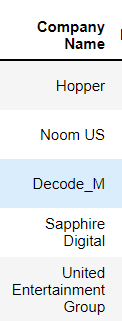 Company
Name
Hopper
Noom US
Decode_M
Sapphire
Digital
United
Entertainment
Group